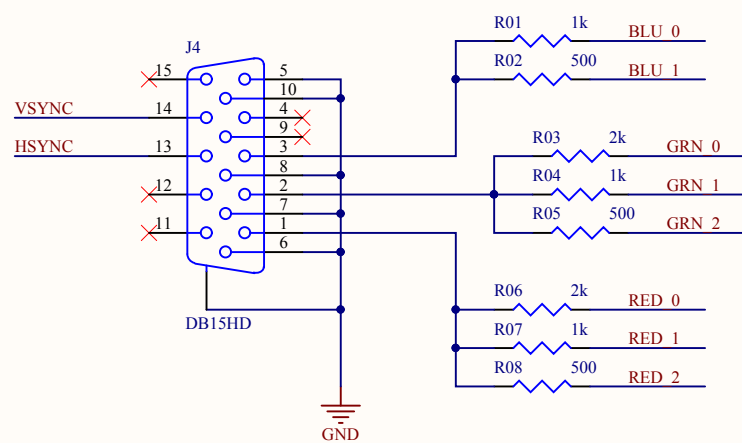 R01 1k BLU_0
J4
R02 500 BLU_1
15 5
10
VSYNC 14 4
9
HSYNC 13 3
R03 2k GRN_0
8
12 2
R04 1k GRN_1
7
R05 500 GRN_2
11 1
6
R06 2k RED_0
DB15HD
R07 1k RED_1
R08 500 RED_2
GND